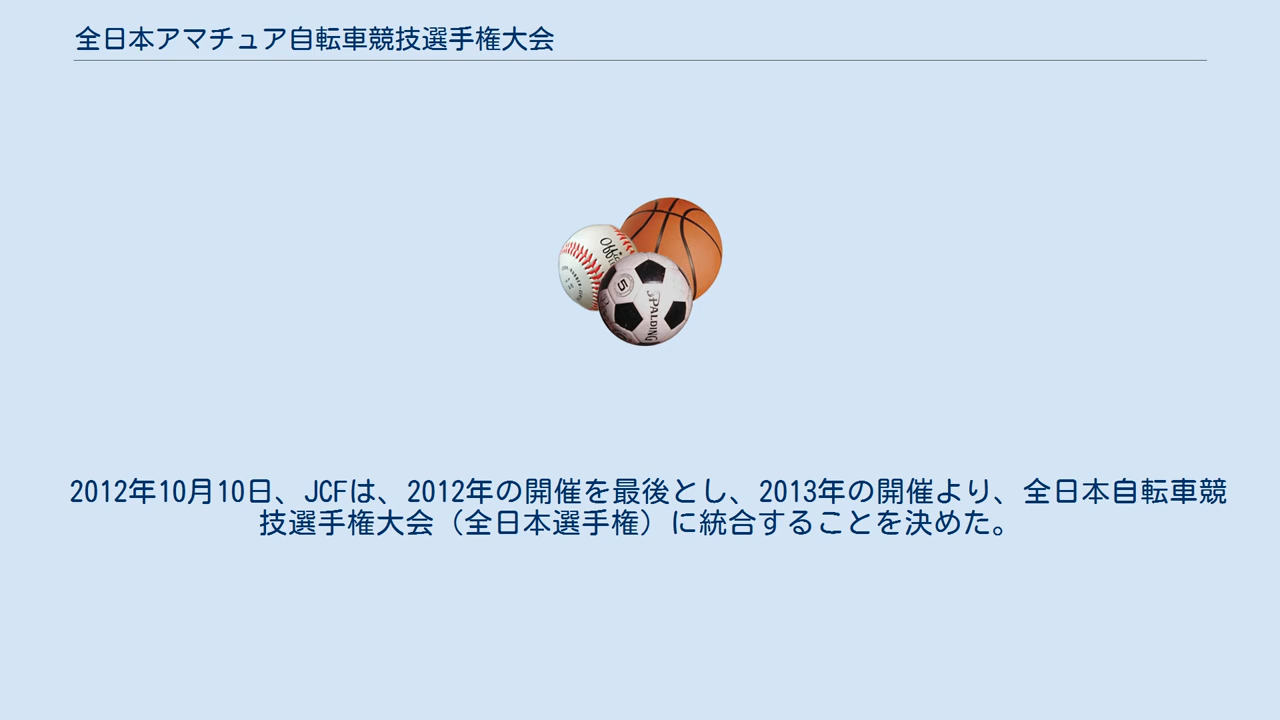 全日本アマチュア自転車競技選手権大会
Offic
5
SPALDING
2012年10月10日、JCFは、2012年の開催を最後とし、2013年の開催より、全日本自転車競
技選手権大会（全日本選手権）に統合することを決めた。